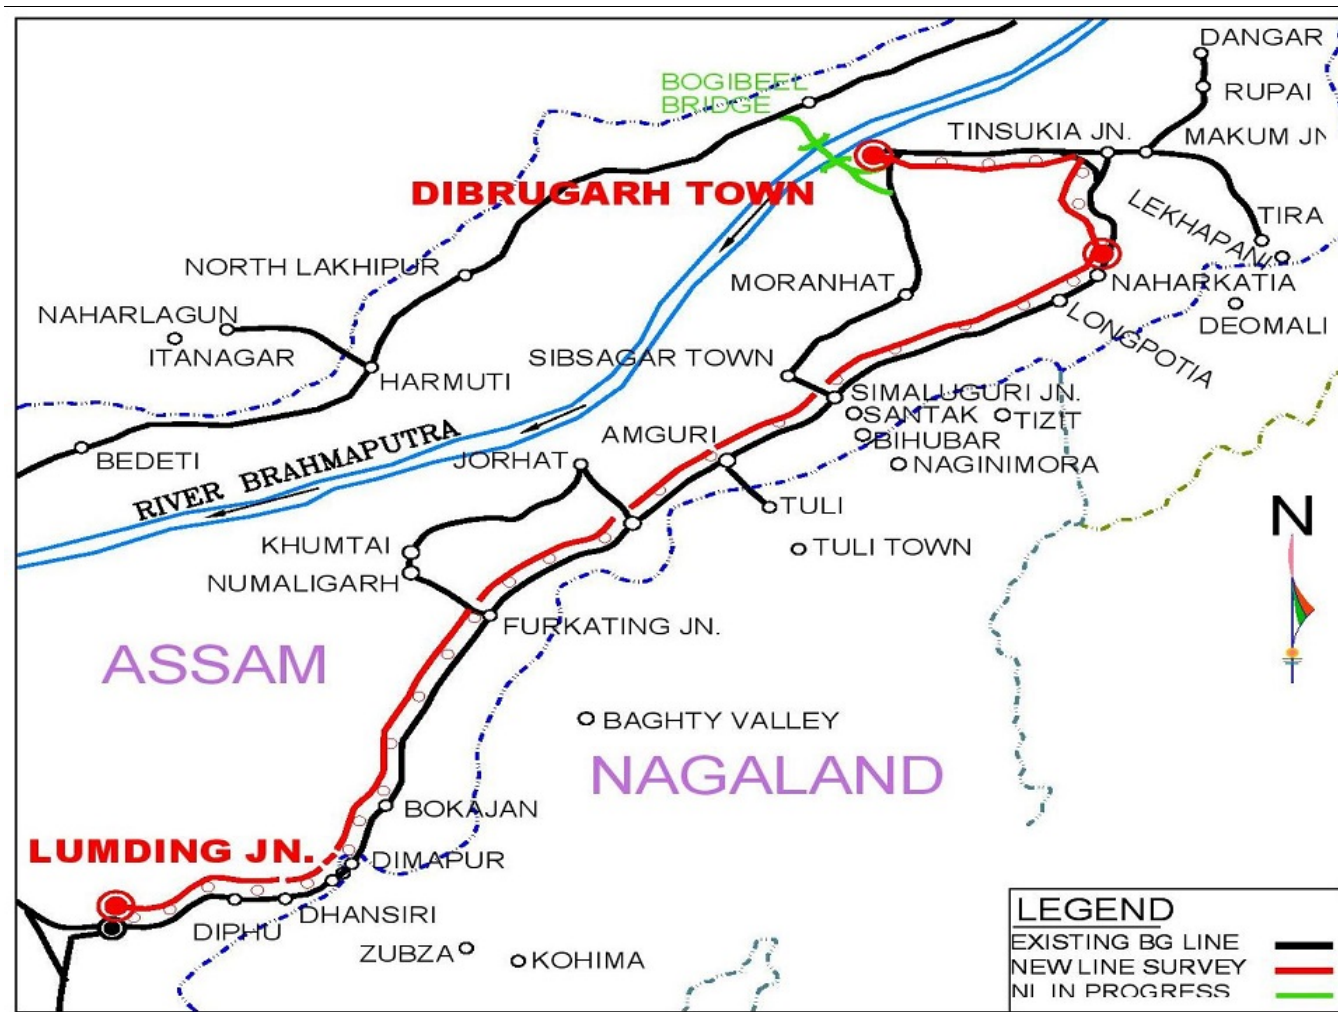 DANGAR
BOGIBEEL
BRIDGE
RUPAI
TINSUKIA JN.
MAKUM JN
DIBRUGARH TOWN
LEKHAPANI
TIRA
NORTH LAKHIPUR
MORANHAT
NAHARKATIA
NAHARLAGUN
ITANAGAR
DEOMALI
LONGPOTIA
SIBSAGAR TOWN
HARMUTI
SIMALUGURI JN.
SANTAK
TIZIT
AMGURI
BIHUBAR
BEDETI
RIVER BRAHMAPUTRA
JORHAT
NAGINIMORA
TULI
N
KHUMTAI
TULI TOWN
NUMALIGARH
FURKATING JN.
ASSAM
BAGHTY VALLEY
NAGALAND
BOKAJAN
LUMDING JN.
DIMAPUR
DHANSIRI
DIPHU
ZUBZA
KOHIMA
LEGEND
EXISTING BG LINE
NEW LINE SURVEY
NL IN PROGRESS